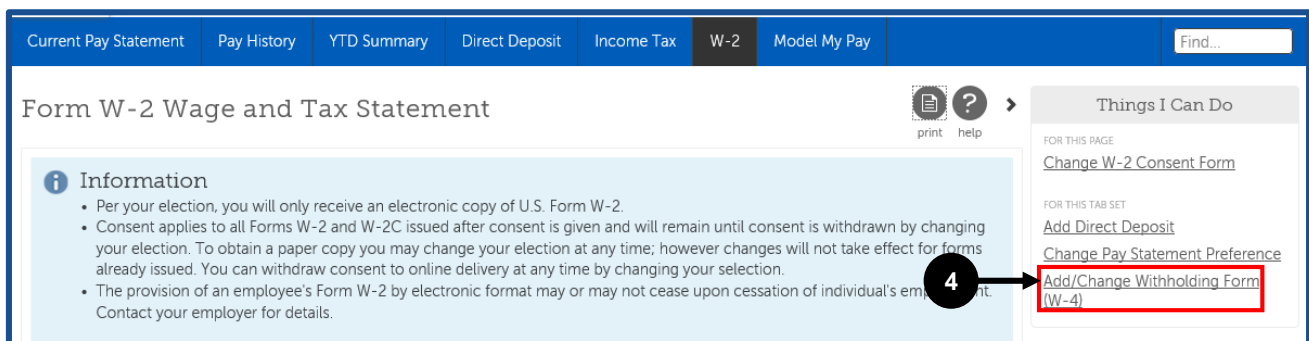 Current Pay Statement Pay History YTD Summary Direct Deposit Income Tax W-2 Model My Pay Find...
Form W-2 Wage and Tax Statement
print help
Information
• Per your election, you will only receive an electronic copy of U.S. Form W-2.
• Consent applies to all Forms W-2 and W-2C issued after consent is given and will remain until consent is withdrawn by changing
your election. To obtain a paper copy you may change your election at any time; however changes will not take effect for forms
already issued. You can withdraw consent to online delivery at any time by changing your selection.
• The provision of an employee's Form W-2 by electronic format may or may not cease upon cessation of individual's
Contact your employer for details.
Things I Can Do
FOR THIS PAGE
Change W-2 Consent Form
FOR THIS TAB SET
Add Direct Deposit
Change Pay Statement Preference
4
Add/Change Withholding Form
(W-4)